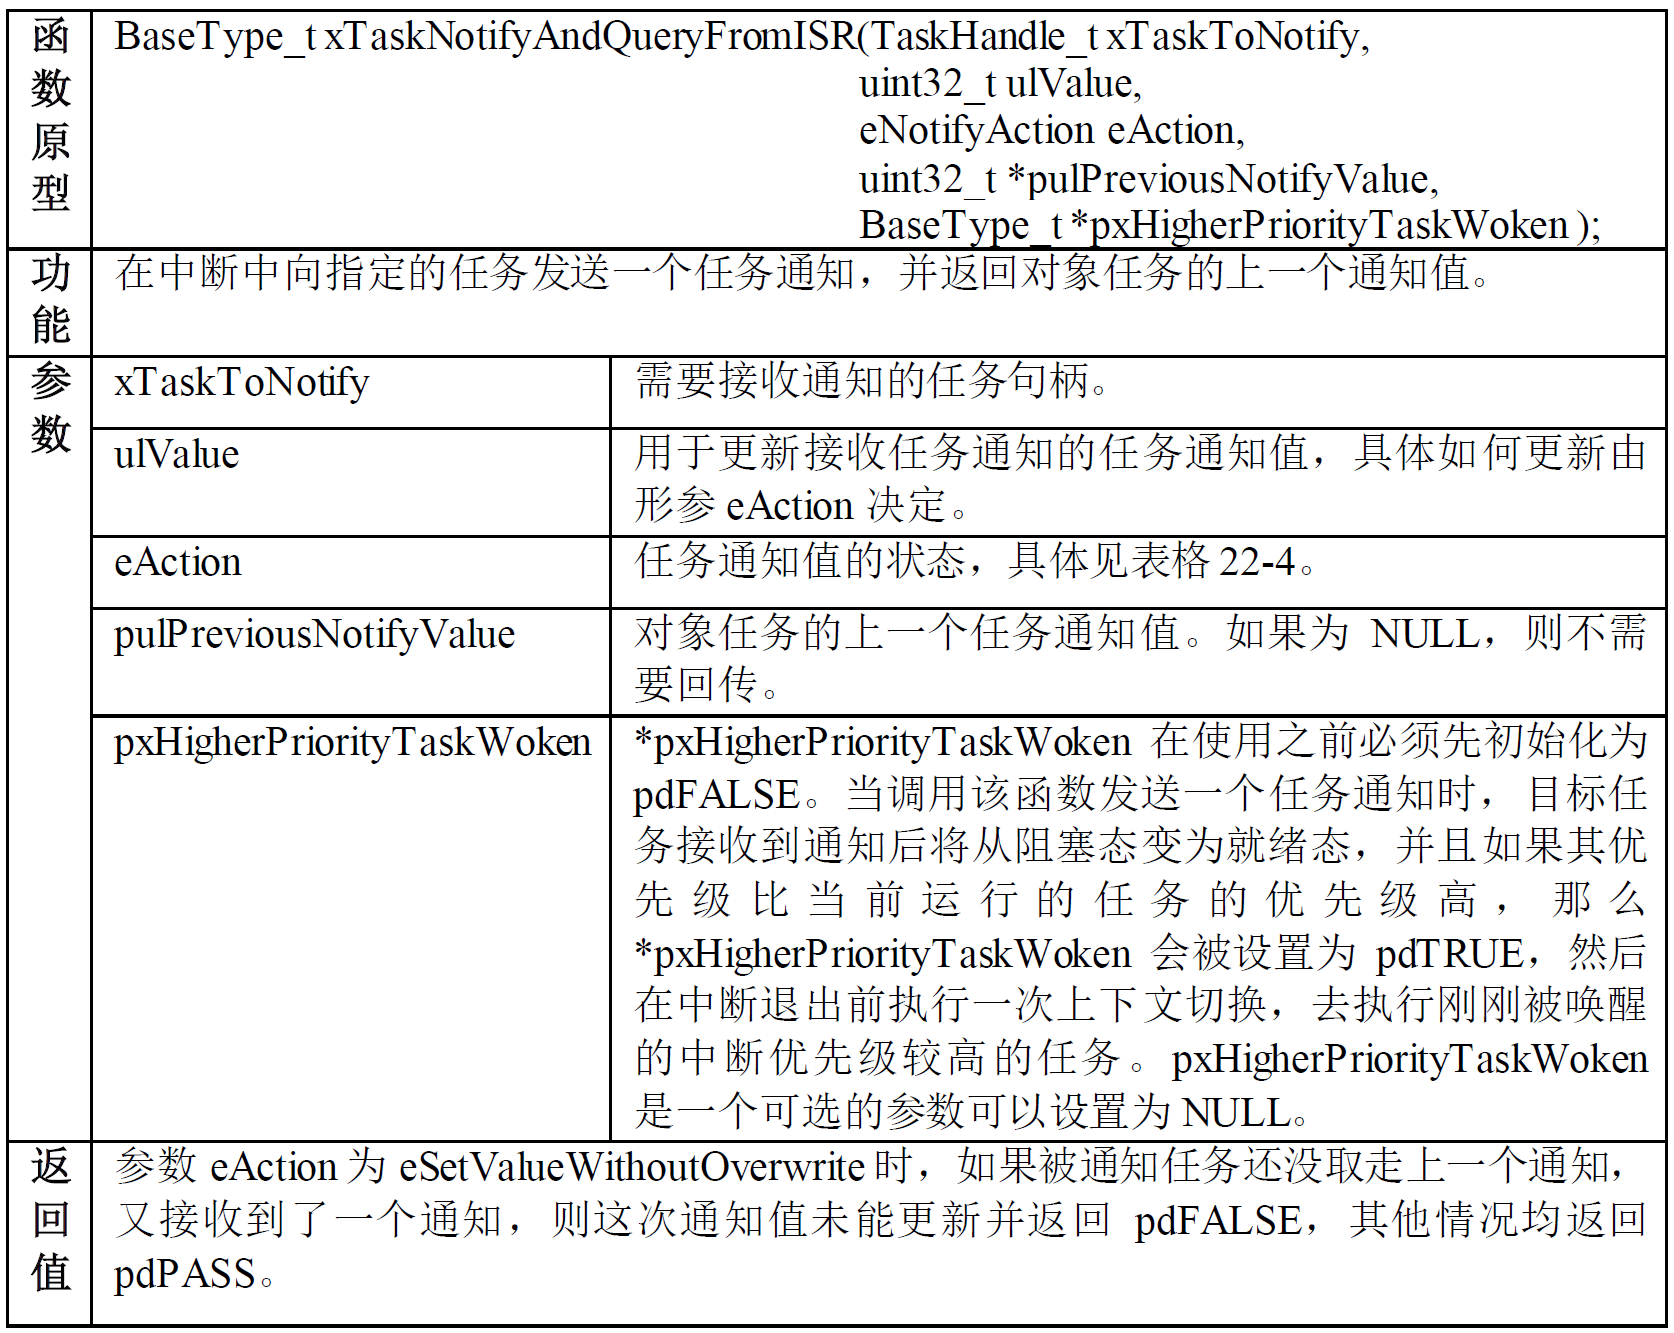 函数原型
BaseType_t xTaskNotifyAndQueryFromISR(TaskHandle_t xTaskToNotify,
uint32_t ulValue,
eNotifyAction eAction,
uint32_t *pulPreviousNotifyValue,
BaseType_t *pxHigherPriorityTaskWoken );
功能
在中断中向指定的任务发送一个任务通知，并返回对象任务的上一个通知值。
参数
xTaskToNotify
需要接收通知的任务句柄。
ulValue
用于更新接收任务通知的任务通知值，具体如何更新由
形参 eAction 决定。
eAction
任务通知值的状态，具体见表格 22-4。
pulPreviousNotifyValue
对象任务的上一个任务通知值。如果为 NULL，则不需
要回传。
pxHigherPriorityTaskWoken
*pxHigherPriorityTaskWoken 在使用之前必须先初始化为
pdFALSE。当调用该函数发送一个任务通知时，目标任
务接收到通知后将从阻塞态变为就绪态，并且如果其优
先级比当前运行的任务的优先级高，那么
*pxHigherPriorityTaskWoken 会被设置为 pdTRUE，然后
在中断退出前执行一次上下文切换，去执行刚刚被唤醒
的中断优先级较高的任务。pxHigherPriorityTaskWoken
是一个可选的参数可以设置为 NULL。
返回值
参数 eAction 为 eSetValueWithoutOverwrite 时，如果被通知任务还没取走上一个通知，
又接收到了一个通知，则这次通知值未能更新并返回 pdFALSE，其他情况均返回
pdPASS。